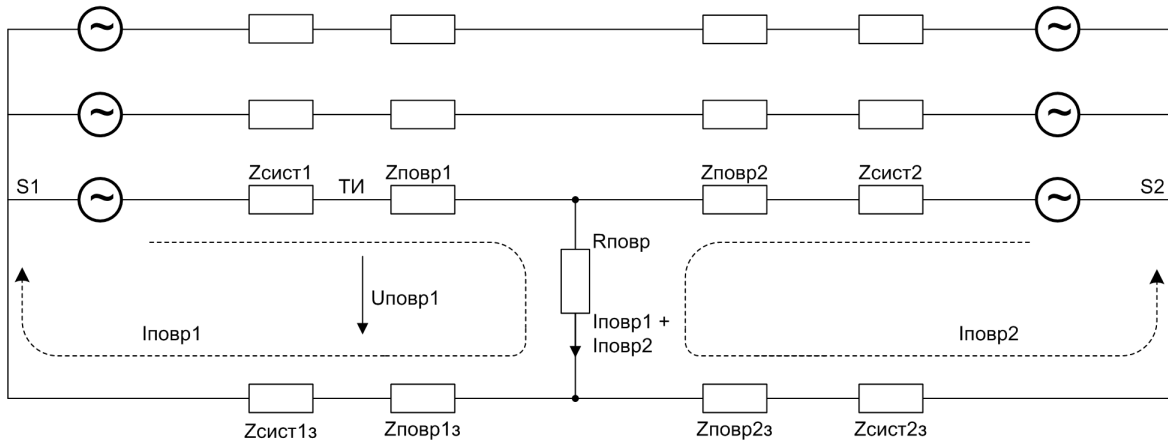 Zсист1
Zповр1
Zповр2
Zсист2
S1
ТИ
S2
Rповр
Uповр1
Iповр1
Iповр1 +
Iповр2
Iповр2
Zсист1з
Zповр1з
Zповр2з
Zсист2з